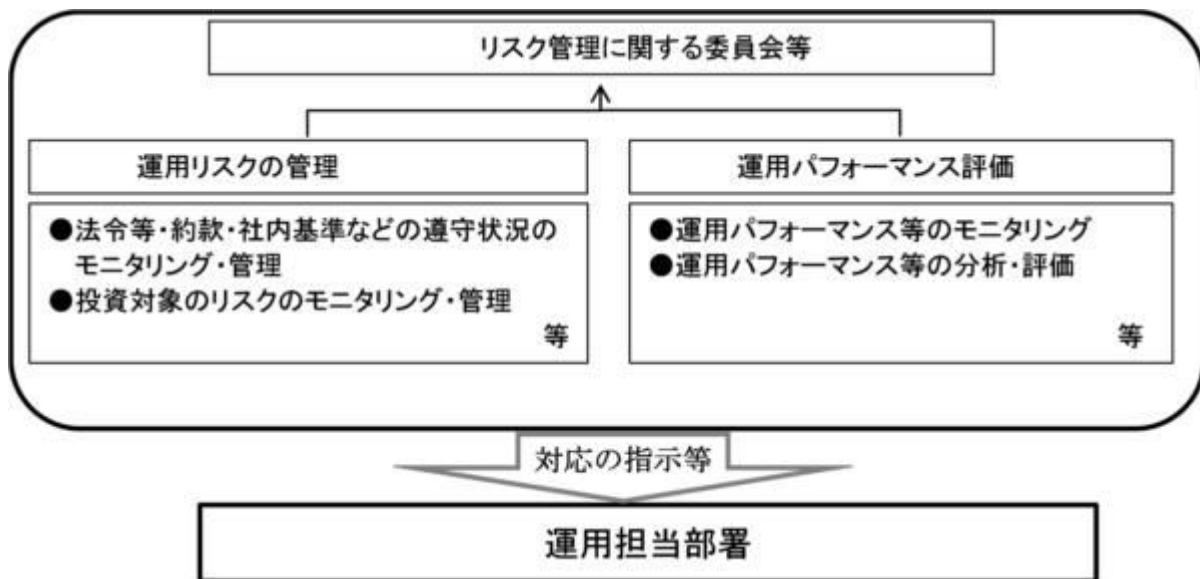 リスク管理に関する委員会等
運用リスクの管理
●法令等・約款・社内基準などの遵守状況の
モニタリング・管理
●投資対象のリスクのモニタリング・管理
等
運用パフォーマンス評価
●運用パフォーマンス等のモニタリング
●運用パフォーマンス等の分析・評価
等
対応の指示等
運用担当部署